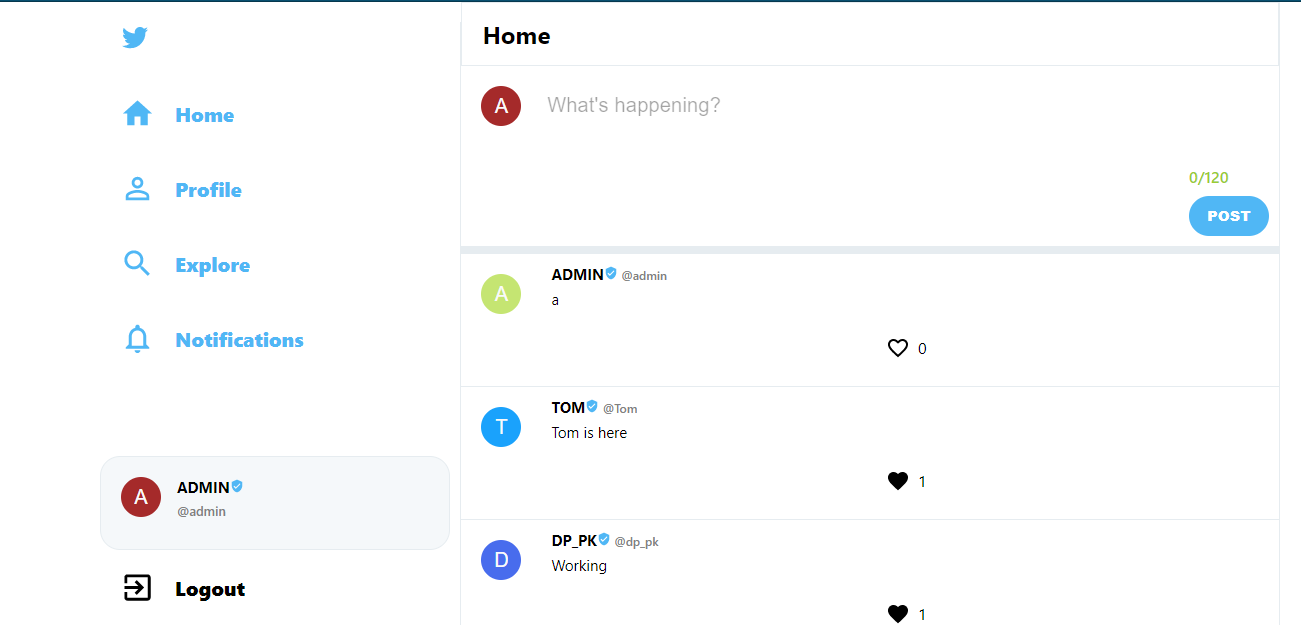 Home
Profile
Explore
Notifications
A
ADMIN
@admin
Logout
Home
A
What's happening?
0/120
POST
A
ADMIN @admin
a
0
T
TOM @Tom
Tom is here
1
D
DP_PK @dp_pk
Working
1